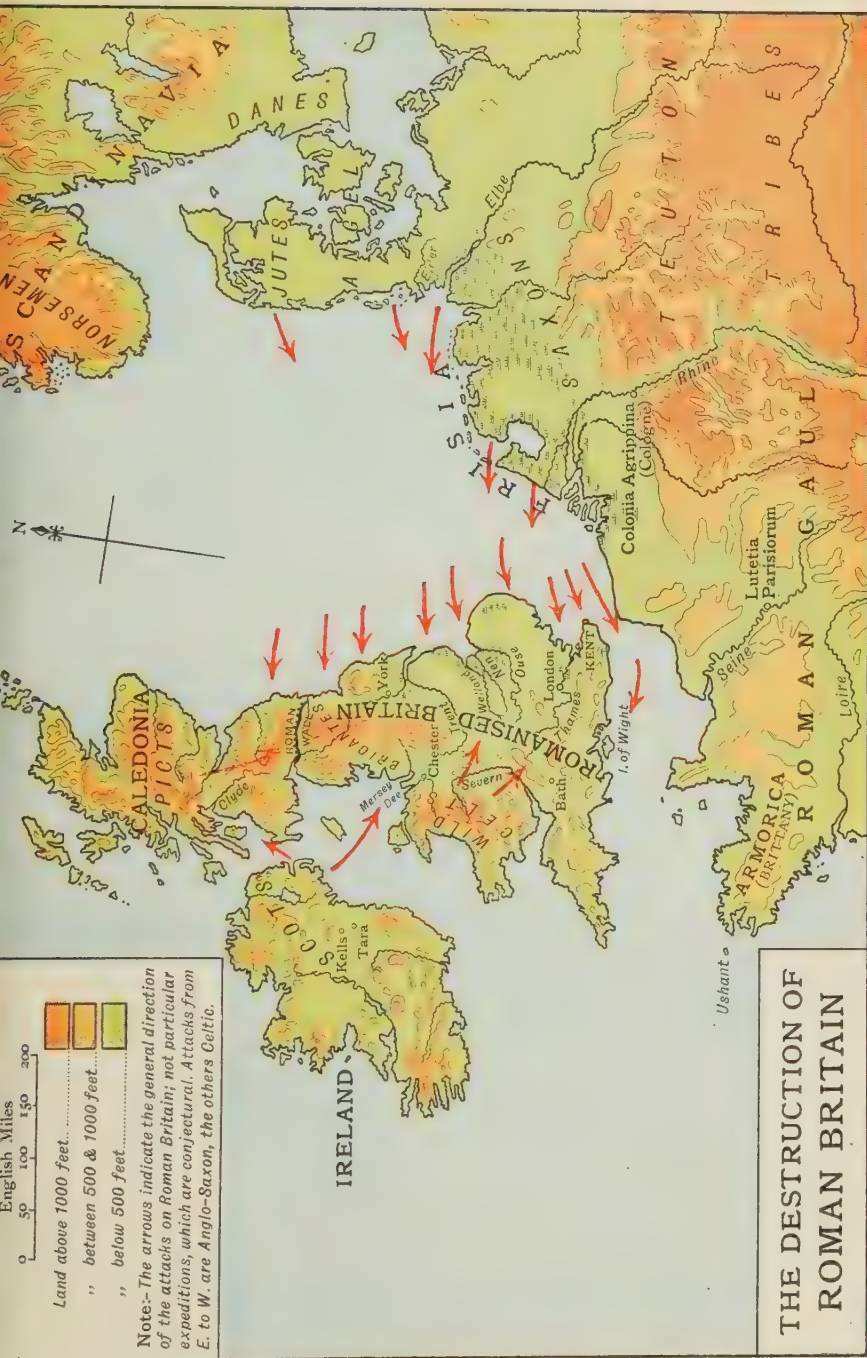 English Miles
0 50 100 150 200
Land above 1000 feet
,, between 500 & 1000 feet
,, below 500 feet
Note:- The arrows indicate the general direction
of the attacks on Roman Britain; not particular
expeditions, which are conjectural. Attacks from
E. to W. are Anglo-Saxon, the others Celtic.
N
SCANDINAVIA
NORSEMEN
DANES
JUTES
ANGEL
Eider
Elbe
SAXONS
FRISIA
TEUTON
TRIBES
Rhine
Colonia Agrippina
(Cologne)
Lutetia
Parisiorum
Seine
Loire
ROMAN GAUL
ARMORICA
(BRITTANY)
Ushant
CALEDONIA
PICTS
Clyde
ROMAN
WALLS
BRIGANTES
York
ROMANISED BRITAIN
Mersey
Dee
Chester
Trent
Welland
Nen
Ouse
WILD
Severn
Bath
London
Thames
KENT
I. of Wight
SCOTS
Kells
Tara
IRELAND
THE DESTRUCTION OF
ROMAN BRITAIN